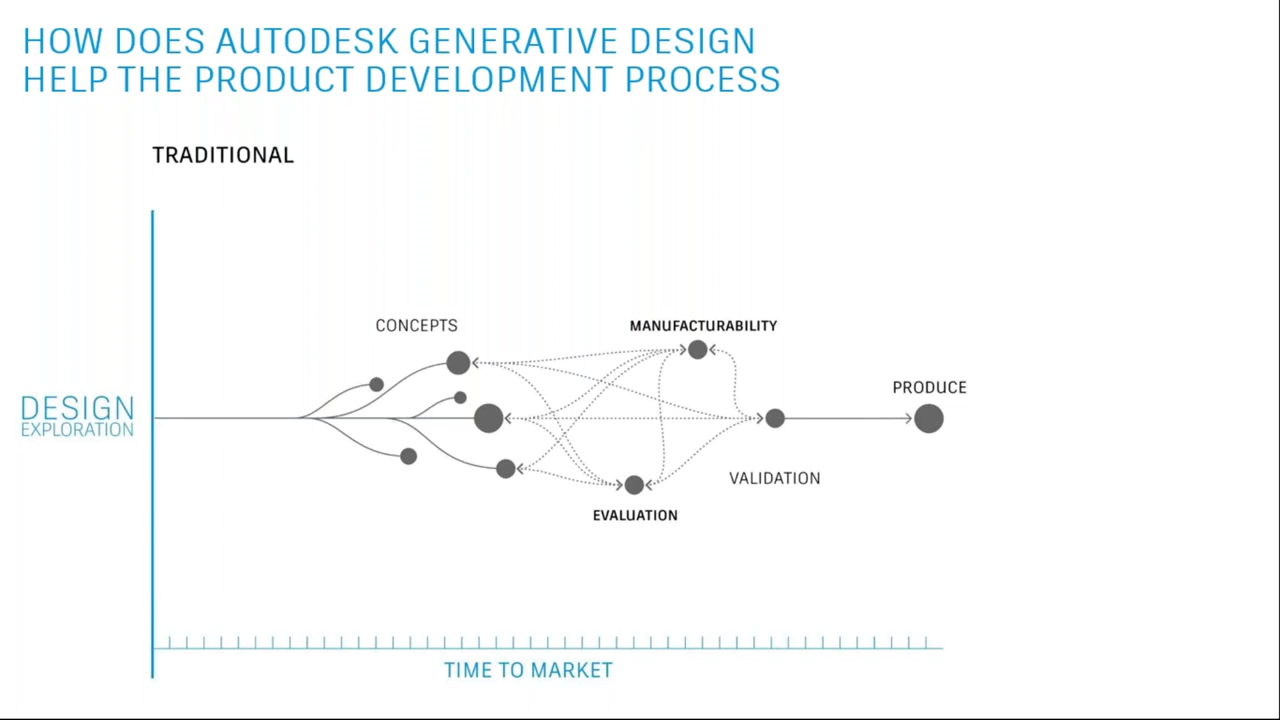 HOW DOES AUTODESK GENERATIVE DESIGN
HELP THE PRODUCT DEVELOPMENT PROCESS
TRADITIONAL
CONCEPTS
MANUFACTURABILITY
PRODUCE
DESIGN
EXPLORATION
VALIDATION
EVALUATION
TIME TO MARKET